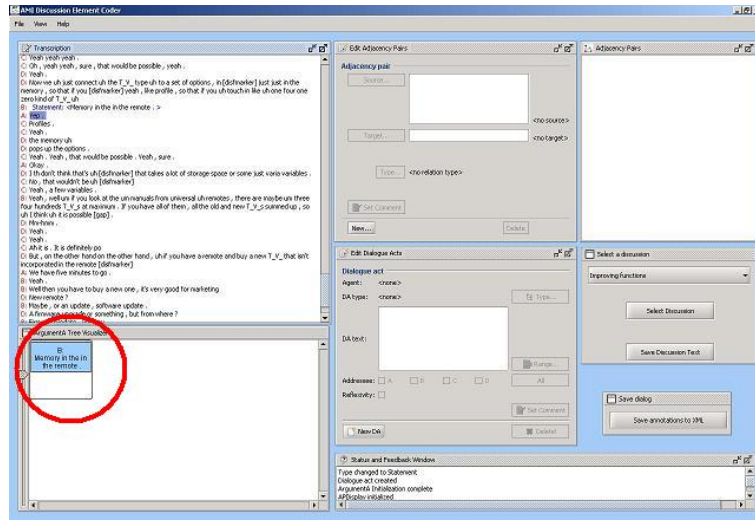 AMI Discussion Element Coder
File View Help
Transcription
C: Yeah yeah yeah .
C: Oh , yeah yeah , sure , that would be possible , yeah .
D: Yeah .
D: Now we uh just connect uh the T_V_ type uh to a set of options , in [disfmarker] just just in the
memory , so that if you [disfmarker] yeah , like profile , so that if you uh touch in like uh one four one
zero kind of T_V_ uh
B: Statement: <Memory in the in the remote . >
A: Yep .
C: Profiles .
C: Yeah .
D: the memory uh
D: pops up the options .
C: Yeah . Yeah , that would be possible . Yeah , sure .
A: Okay .
D: I th don't think that's uh [disfmarker] that takes a lot of storage space or some just varia variables .
C: No , that wouldn't be uh [disfmarker]
C: Yeah , a few variables .
B: Yeah , well um if you look at the um manuals from universal uh remotes , there are maybe um three
four hundreds T_V_s at maximum . If you have all of them , all the old and new T_V_s summed up , so
uh I think uh it is possible [gap] .
D: Mm-hmm .
D: Yeah .
C: Yeah .
C: Ah it is . It is definitely po
D: But , on the other hand on the other hand , uh if you have a remote and buy a new T_V_ that isn't
incorporated in the remote [disfmarker]
A: We have five minutes to go .
B: Yeah .
B: Well then you have to buy a new one , it's very good for marketing
D: New remote ?
B: Maybe , or an update , software update .
D: A firmware upgrade or something , but from where ?
ArgumentA Tree Visualizer
B:
Memory in the in
the remote .
Edit Adjacency Pairs
Adjacency pair
Source...
<no source>
Target...
<no target>
Type...
<no relation type>
Set Comment
New...
Delete
Adjacency Pairs
Edit Dialogue Acts
Dialogue act
Agent: <none>
DA type: <none>
Type...
DA text:
Range...
Addressee: A B C D All
Reflexivity:
Set Comment
New DA
Delete!
Select a discussion
Improving functions
Select Discussion
Save Discussion Text
Save dialog
Save annotations to XML
Status and Feedback Window
Type changed to Statement
Dialogue act created
ArgumentA Initialization complete
APDisplay initialized